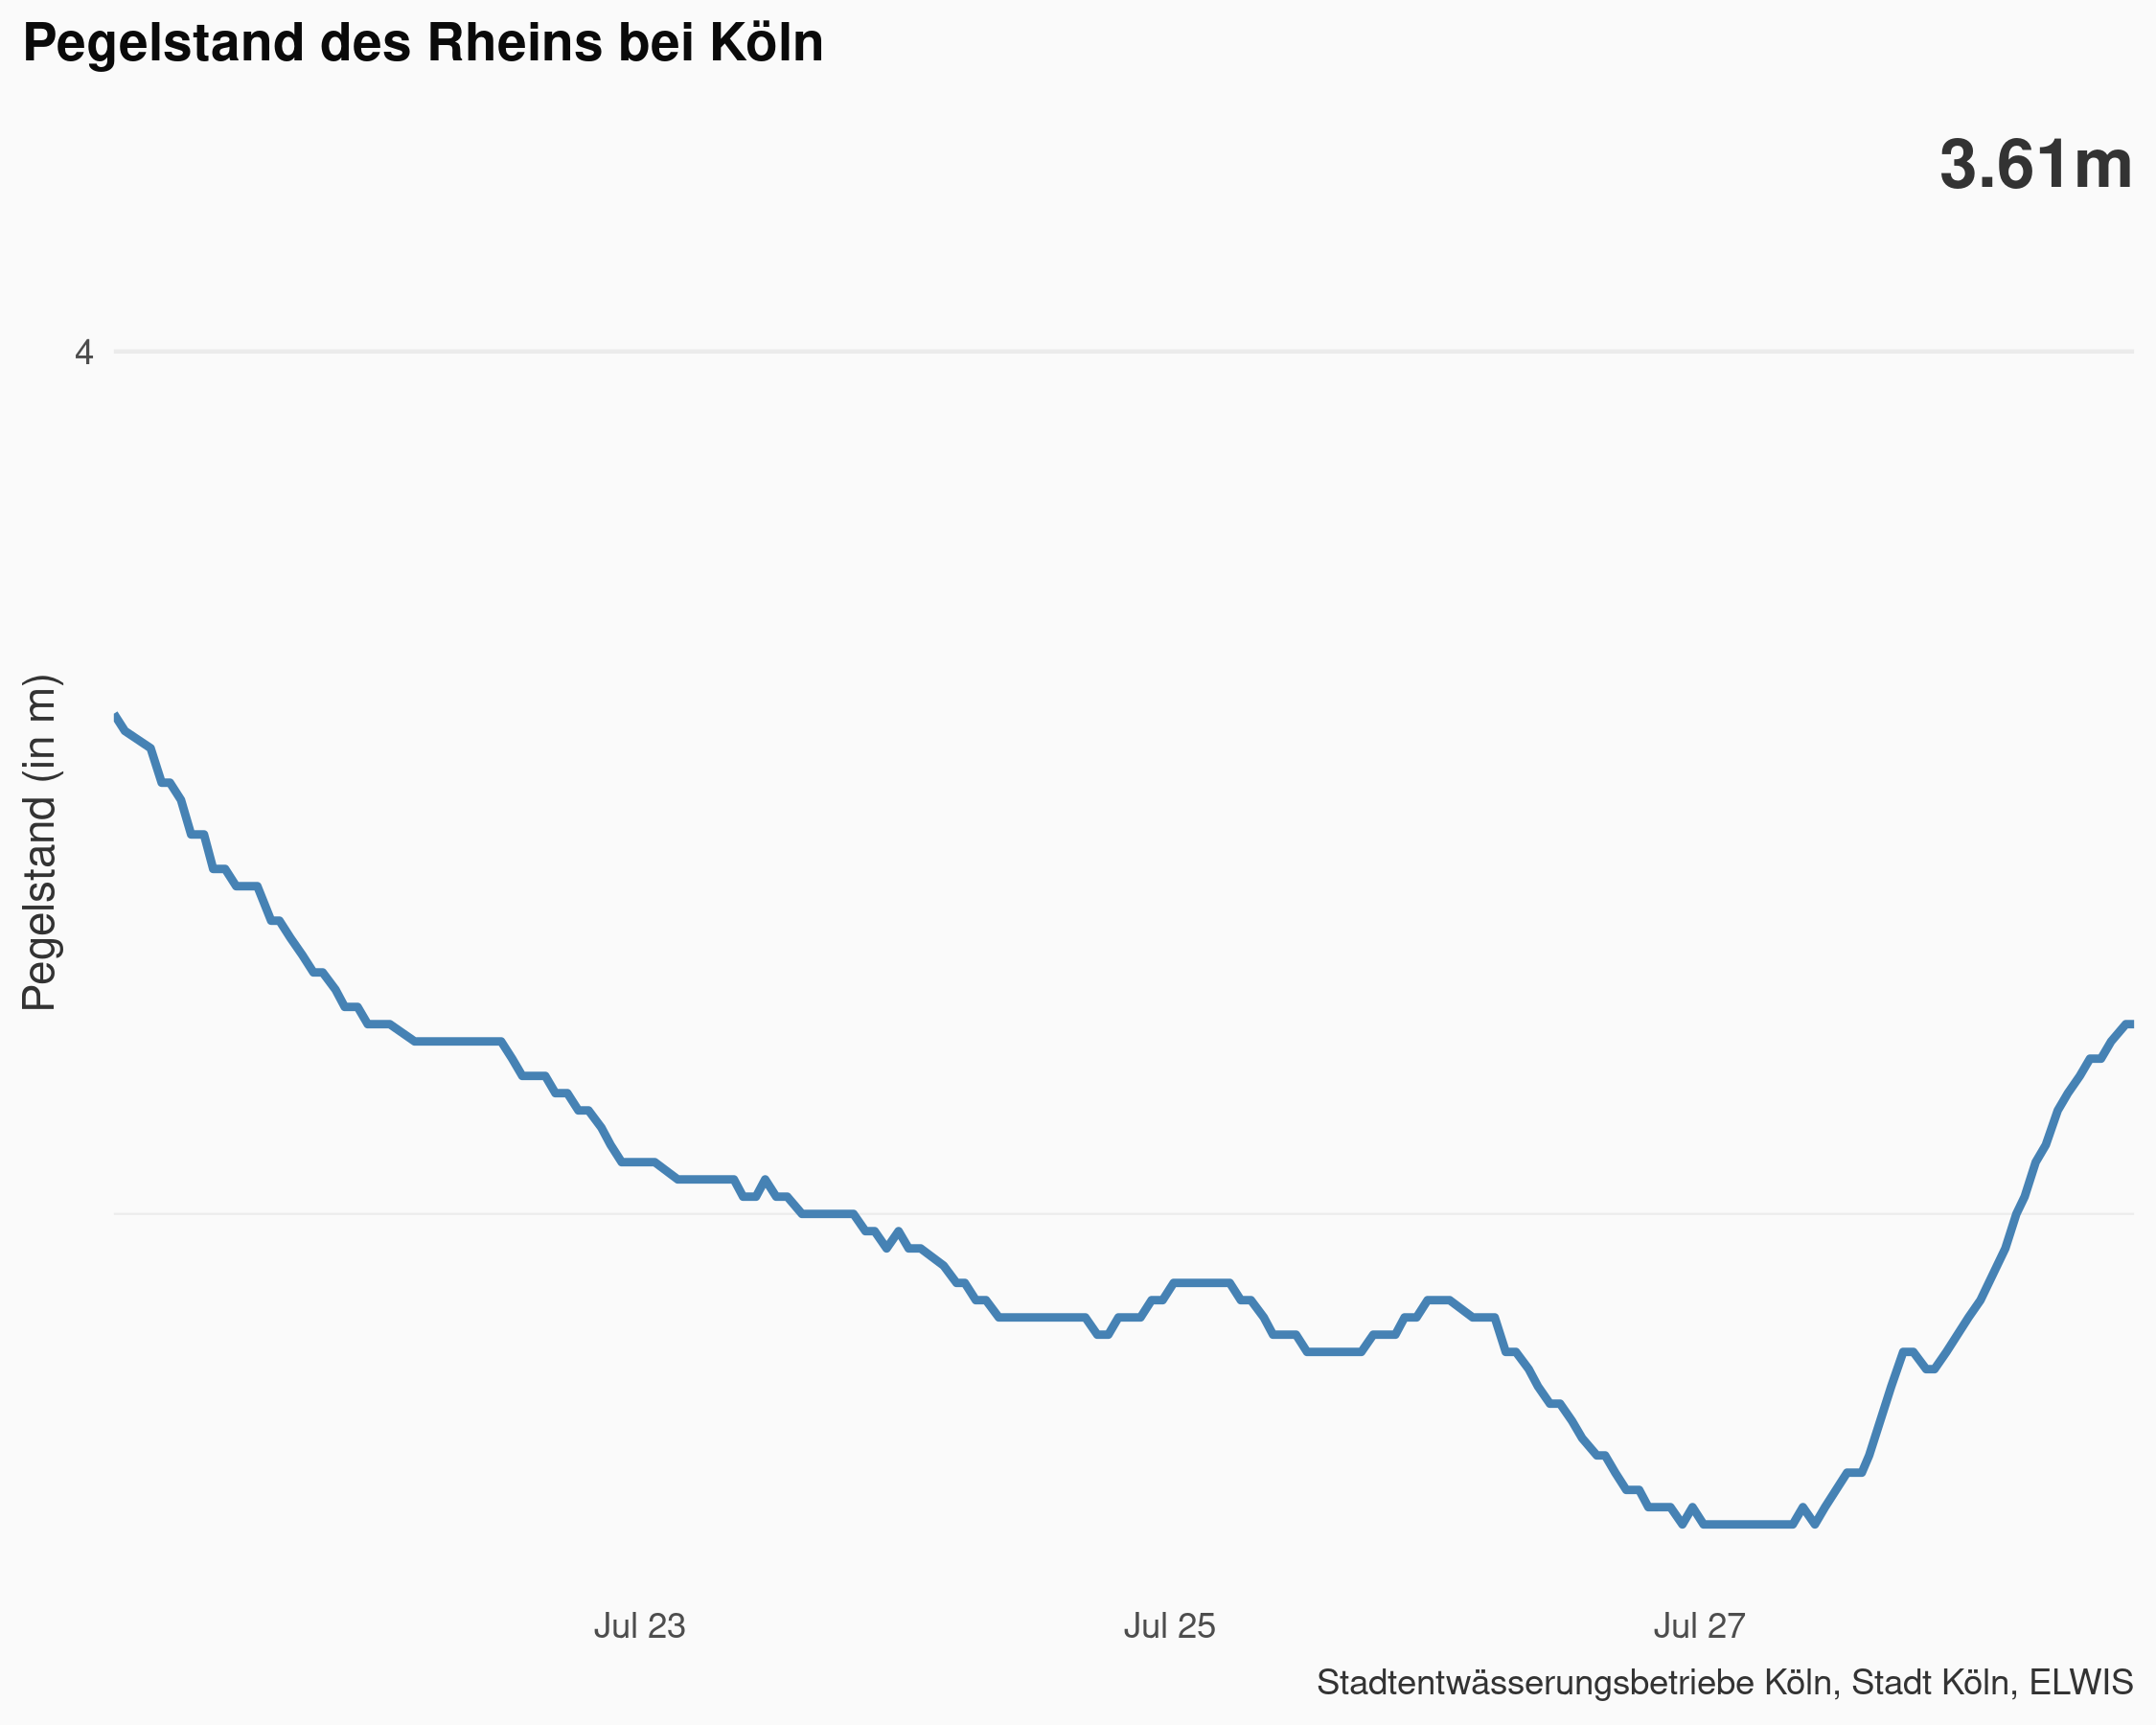 Pegelstand des Rheins bei Köln
3.61m
4
Pegelstand (in m)
Jul 23
Jul 25
Jul 27
Stadtentwässerungsbetriebe Köln, Stadt Köln, ELWIS